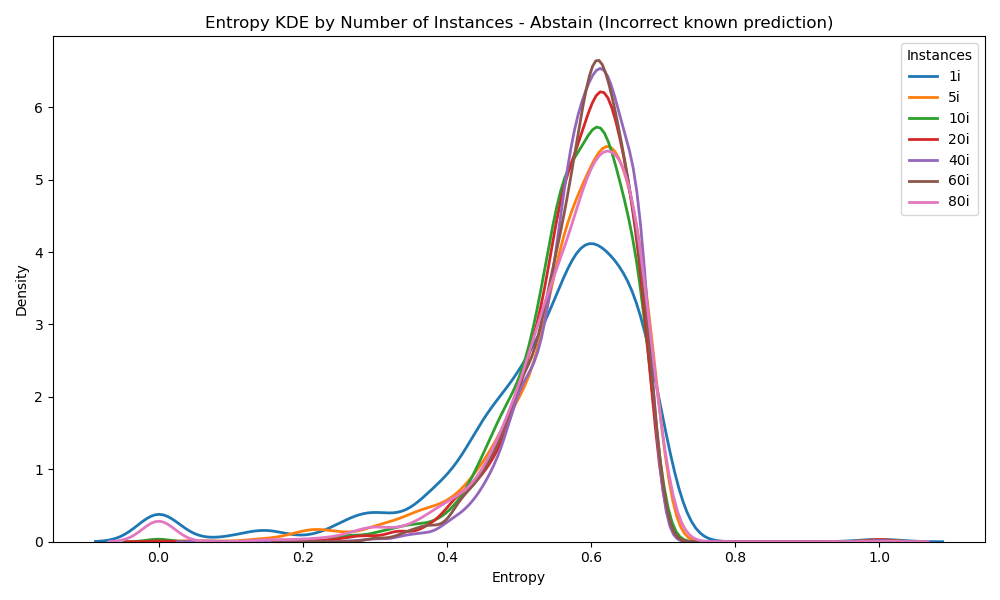 Entropy KDE by Number of Instances - Abstain (Incorrect known prediction)
Instances
1i
5i
10i
20i
40i
60i
80i
6
5
4
3
2
1
0
Density
0.0 0.2 0.4 0.6 0.8 1.0
Entropy